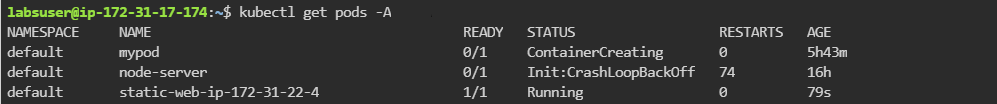 labsuser@ip-172-31-17-174:~$ kubectl get pods -A
NAMESPACE NAME READY STATUS RESTARTS AGE
default mypod 0/1 ContainerCreating 0 5h43m
default node-server 0/1 Init:CrashLoopBackOff 74 16h
default static-web-ip-172-31-22-4 1/1 Running 0 79s